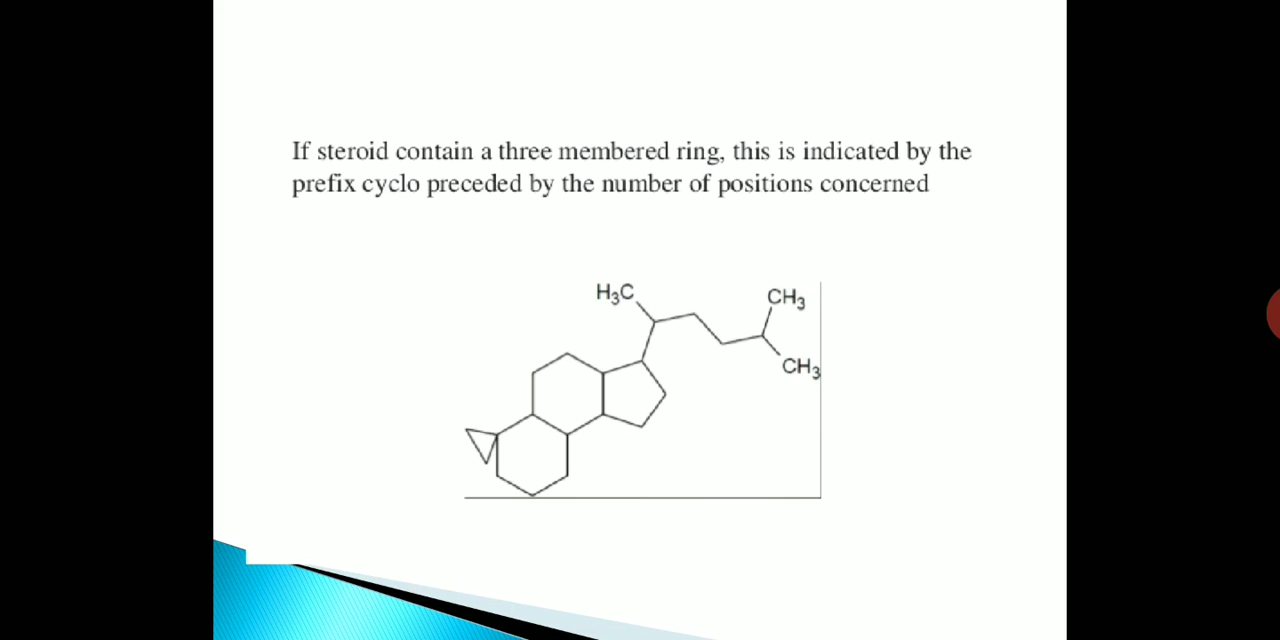 If steroid contain a three membered ring, this is indicated by the
prefix cyclo preceded by the number of positions concerned
H₃C
CH₃
CH₃